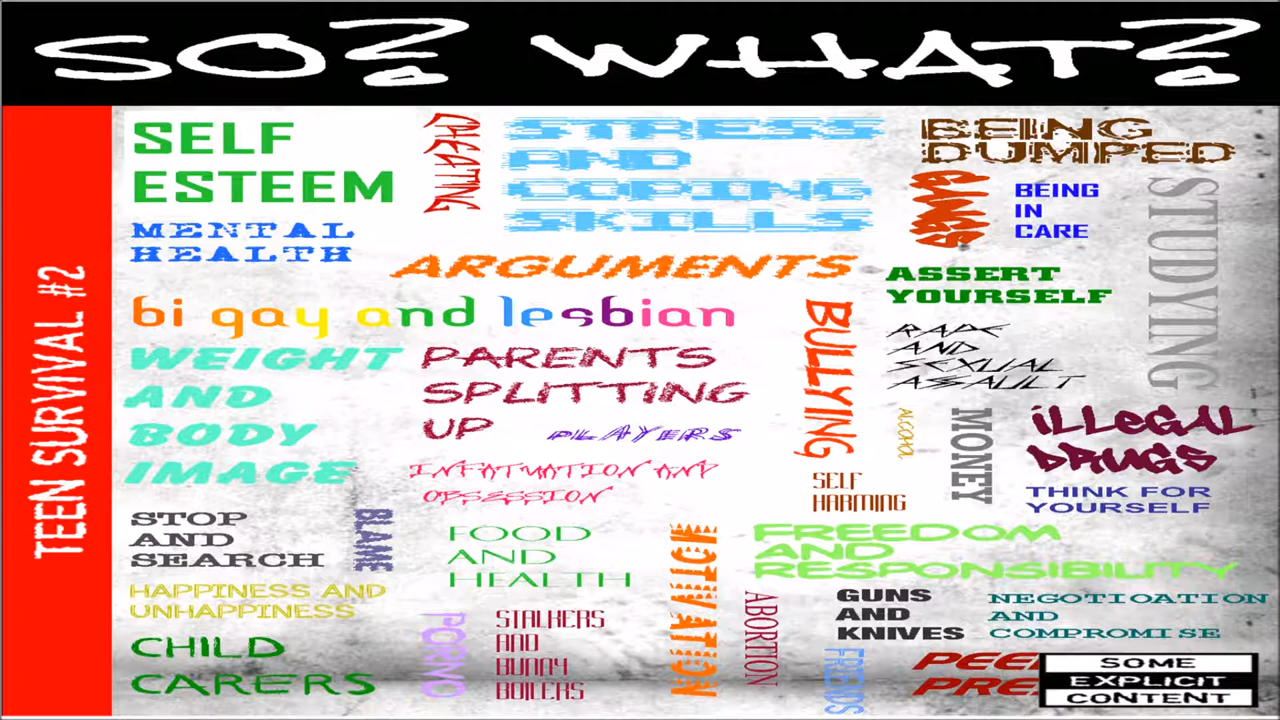 SO? WHAT?
TEEN SURVIVAL #2
SELF
ESTEEM
CHEATING
STRESS
AND
COPING
SKILLS
BEING
DUMPED
MENTAL
HEALTH
GANGS
BEING
IN
CARE
STUDYING
ARGUMENTS
ASSERT
YOURSELF
bi gay and lesbian
BULLYING
RAPE
AND
SEXUAL
ASSAULT
WEIGHT
AND
BODY
IMAGE
PARENTS
SPLITTING
UP
PLAYERS
ALCOHOL
MONEY
iLLEGAL
DRUGS
INFATUATION AND
OBSESSION
SELF
HARMING
THINK FOR
YOURSELF
STOP
AND
SEARCH
BLAME
FOOD
AND
HEALTH
MOTIVATION
FREEDOM
AND
RESPONSIBILITY
HAPPINESS AND
UNHAPPINESS
PORNO
STALKERS
AND
BUNNY
BOILERS
ABORTION
GUNS
AND
KNIVES
NEGOTIOATION
AND
COMPROMISE
CHILD
CARERS
FRIENDS
SOME
EXPLICIT
CONTENT